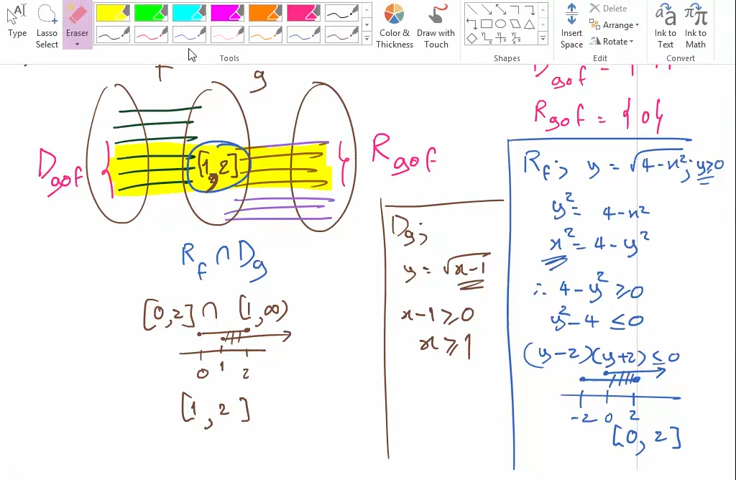 Type
Lasso
Select
Eraser
Color &
Thickness
Draw with
Touch
Insert
Space
Delete
Arrange
Rotate
Ink to
Text
Ink to
Math
Tools
Shapes
Edit
Convert
g
R_gof = {0}
D_gof { [1, 2] } R_gof
R_f ∩ D_g
[0,2] ∩ [1,∞)
0 1 2
[1, 2]
D_g;
y = √(x-1)
x-1 ≥ 0
x ≥ 1
R_f; y = √(4-x²); y≥0
y² = 4-x²
x² = 4-y²
∴ 4-y² ≥0
y²-4 ≤0
(y-2)(y+2) ≤0
-2 0 2
[0, 2]